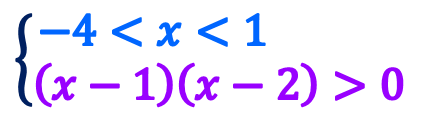 −4 < x < 1
(x − 1)(x − 2) > 0